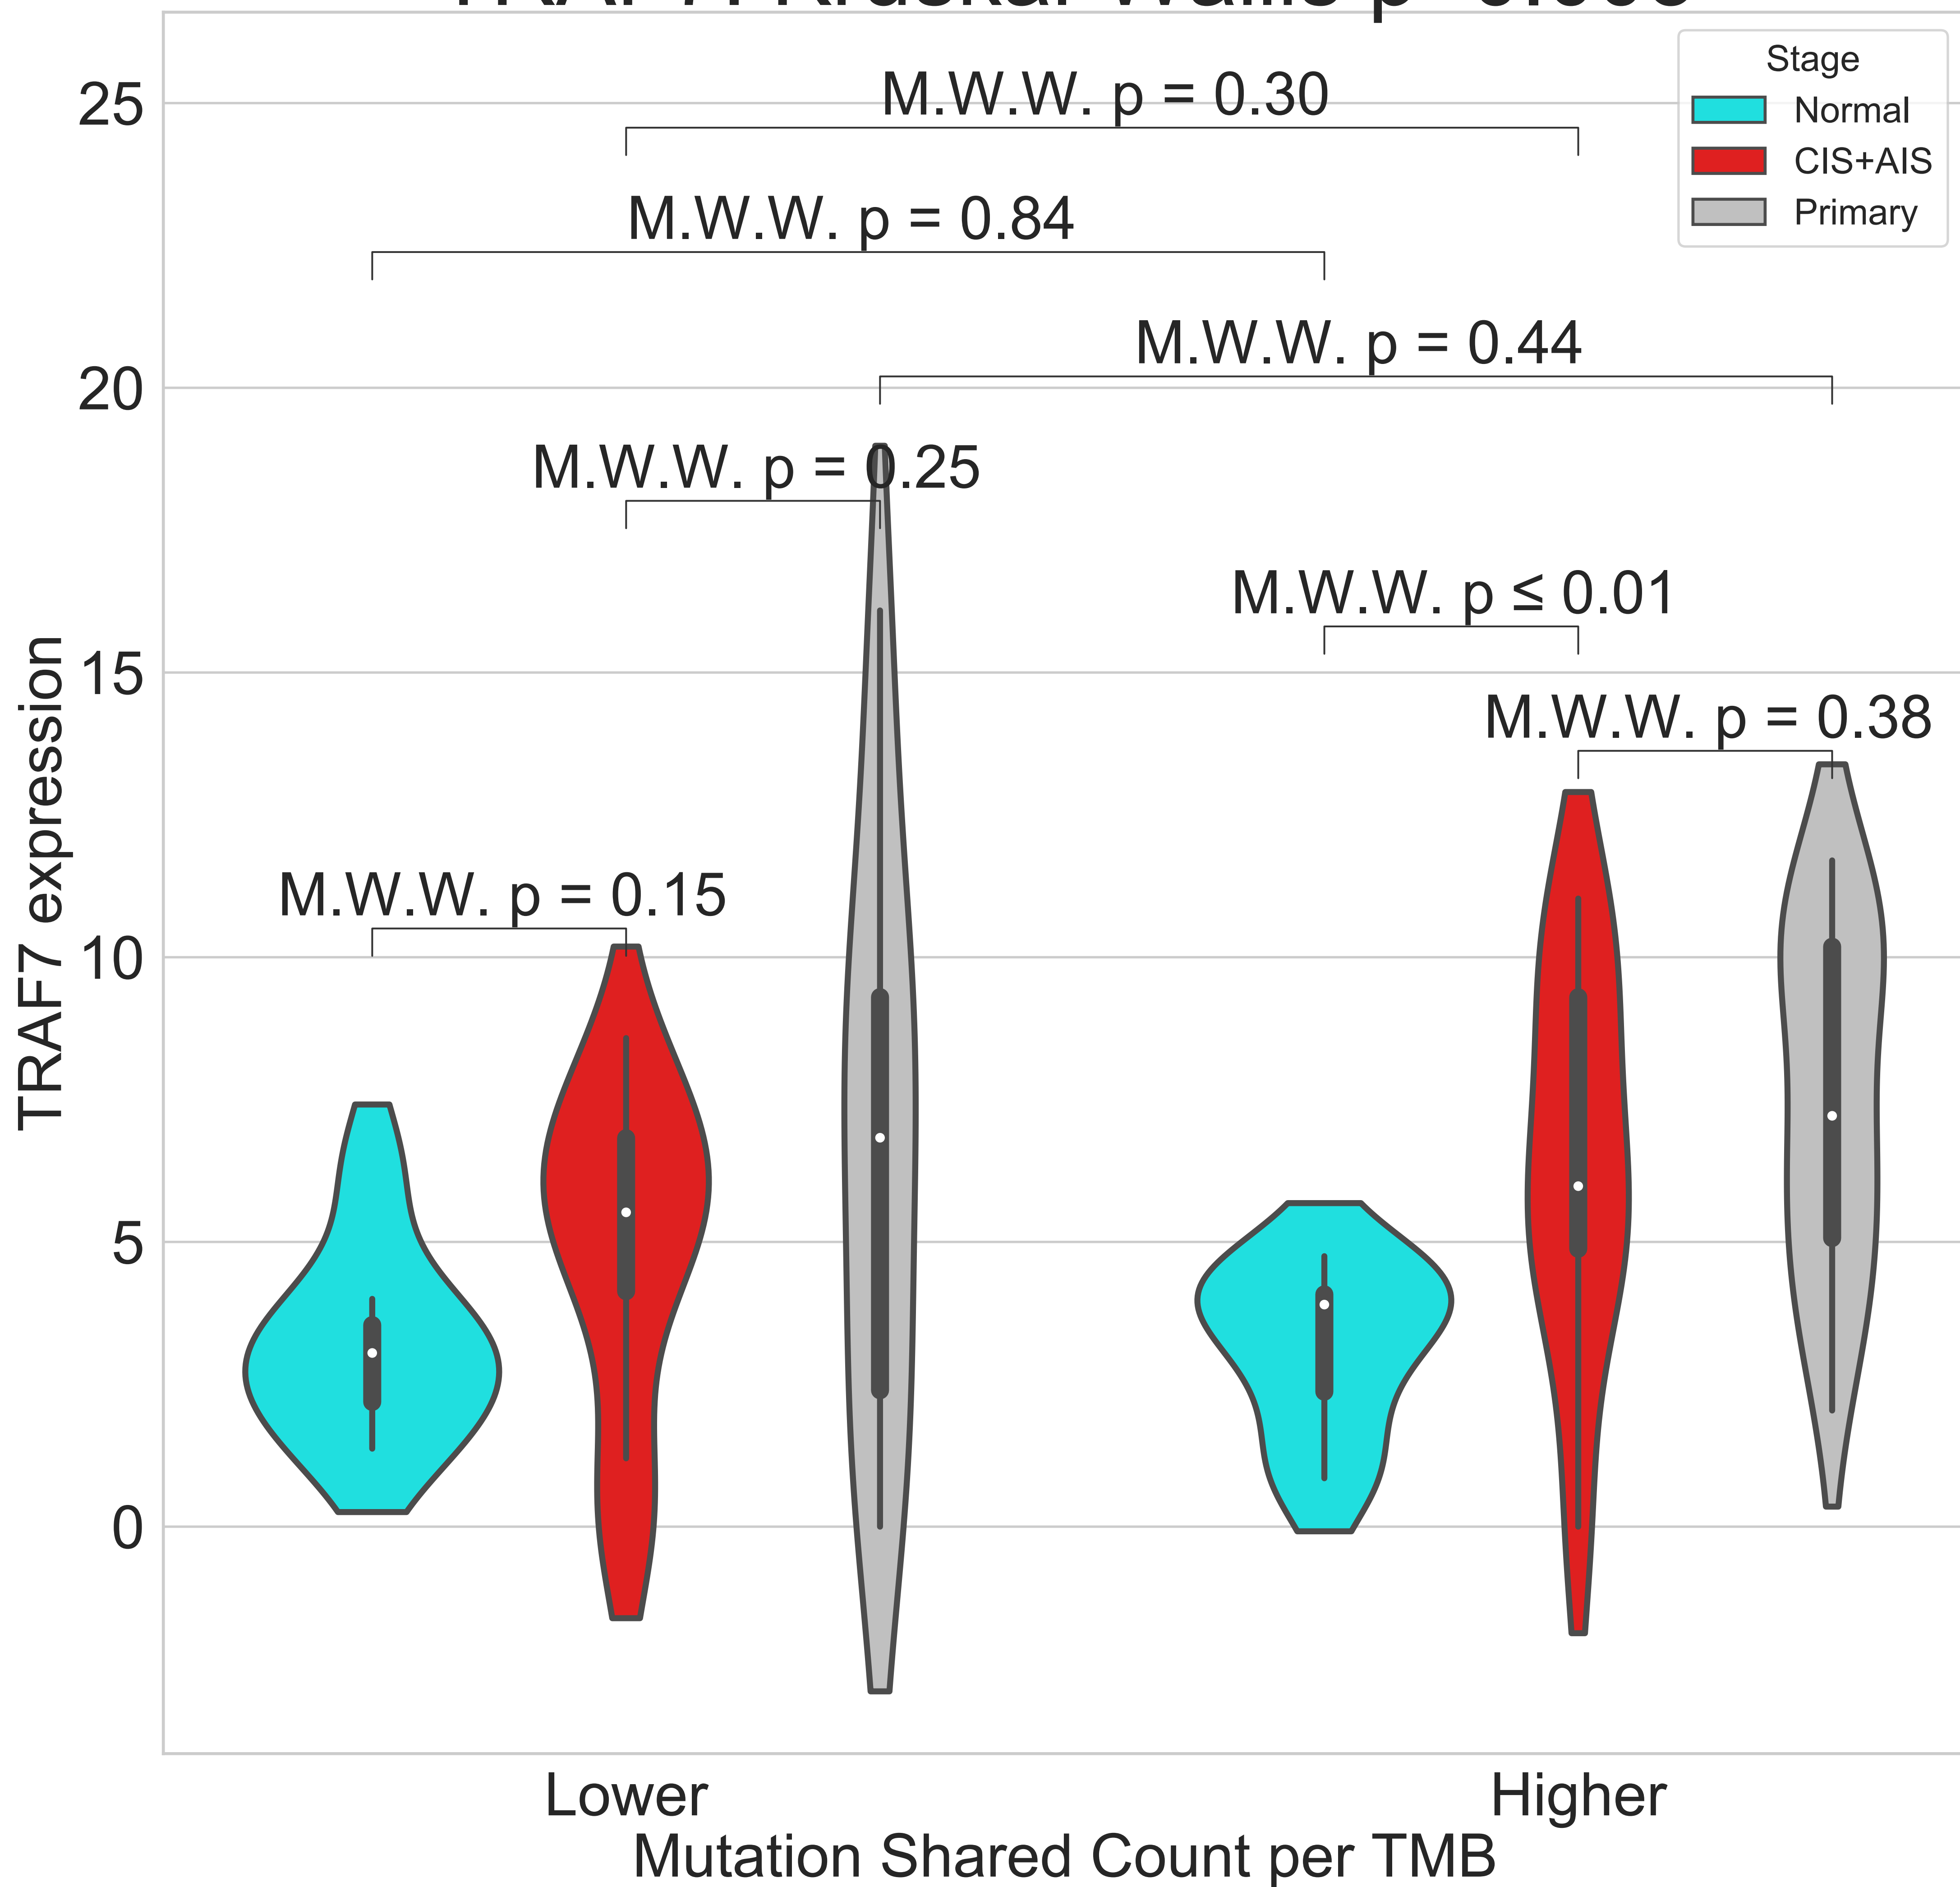 Stage
Normal
CIS+AIS
Primary
M.W.W. p = 0.30
M.W.W. p = 0.84
M.W.W. p = 0.44
M.W.W. p = 0.25
M.W.W. p ≤ 0.01
M.W.W. p = 0.38
M.W.W. p = 0.15
25
20
15
10
5
0
TRAF7 expression
Lower
Higher
Mutation Shared Count per TMB